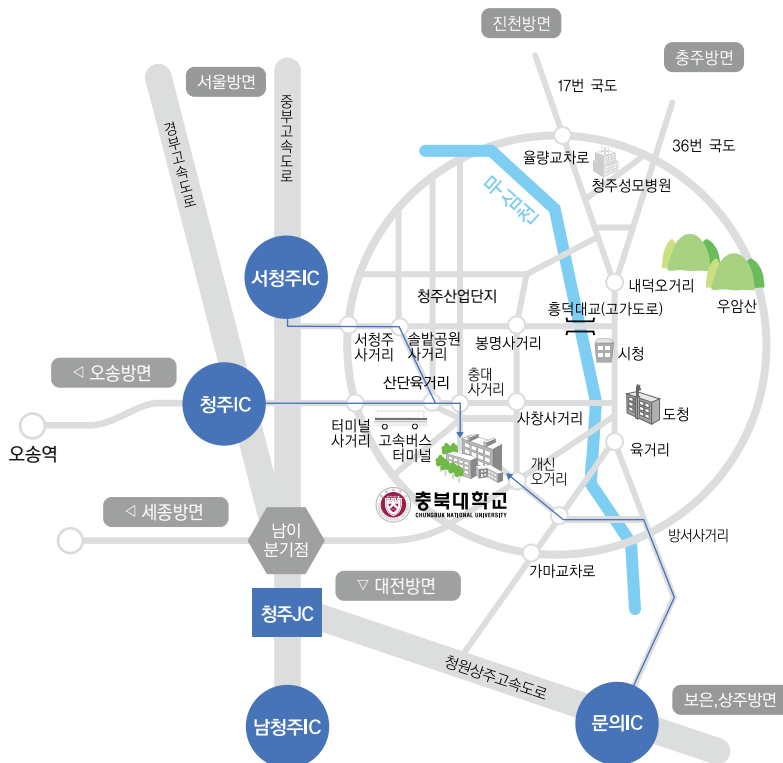 진천방면
충주방면
서울방면
17번 국도
36번 국도
중부고속도로
경부고속도로
율량교차로
청주성모병원
무심천
서청주IC
내덕오거리
우암산
청주산업단지
흥덕대교(고가도로)
서청주
사거리
솔밭공원
사거리
봉명사거리
시청
◁ 오송방면
산단육거리
충대
사거리
청주IC
사창사거리
도청
오송역
터미널
사거리
고속버스
터미널
육거리
개신
오거리
충북대학교
CHUNGBUK NATIONAL UNIVERSITY
◁ 세종방면
남이
분기점
방서사거리
가마교차로
▽ 대전방면
청주JC
청원상주고속도로
보은,상주방면
남청주IC
문의IC